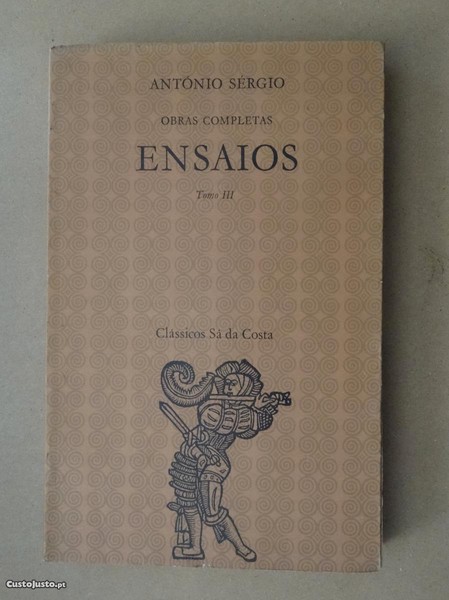 ANTÓNIO SÉRGIO
OBRAS COMPLETAS
ENSAIOS
Tomo III
Clássicos Sá da Costa
CustoJusto.pt